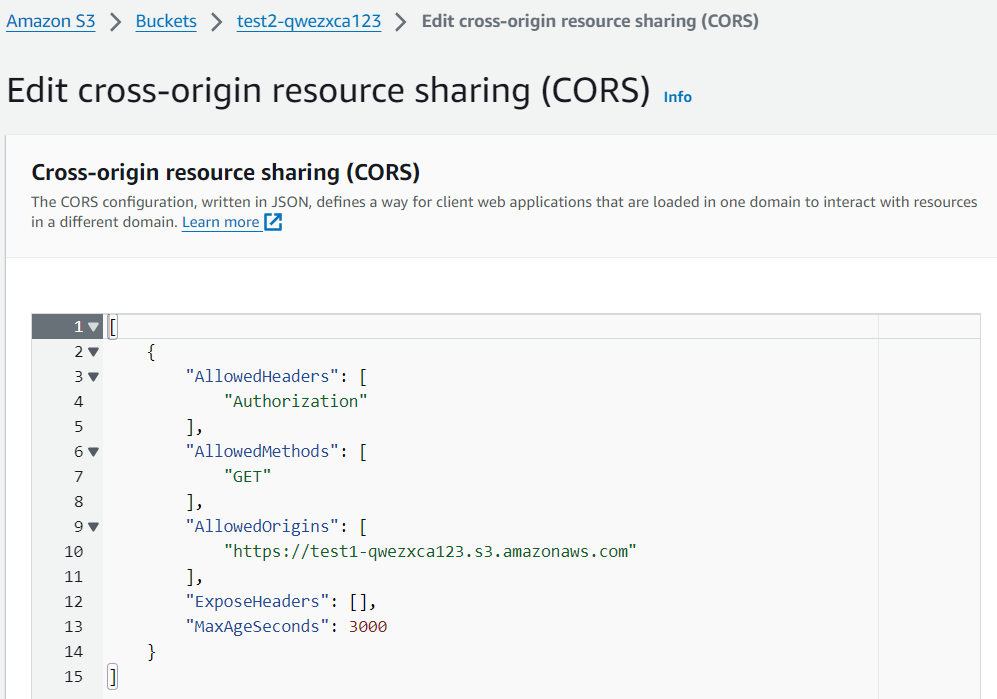 Amazon S3 > Buckets > test2-qwezxca123 > Edit cross-origin resource sharing (CORS)
Edit cross-origin resource sharing (CORS) Info
Cross-origin resource sharing (CORS)
The CORS configuration, written in JSON, defines a way for client web applications that are loaded in one domain to interact with resources
in a different domain. Learn more
1 [
2 {
3 "AllowedHeaders": [
4 "Authorization"
5 ],
6 "AllowedMethods": [
7 "GET"
8 ],
9 "AllowedOrigins": [
10 "https://test1-qwezxca123.s3.amazonaws.com"
11 ],
12 "ExposeHeaders": [],
13 "MaxAgeSeconds": 3000
14 }
15 ]